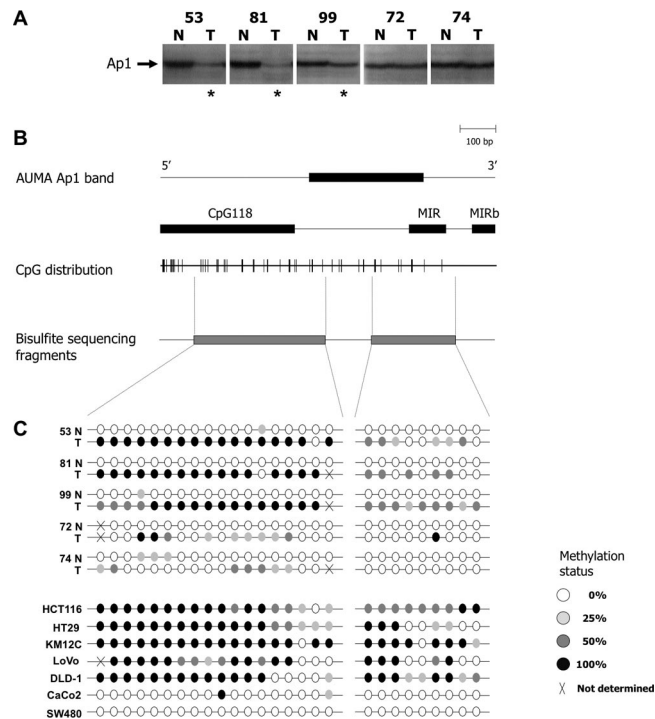 A
53 81 99 72 74
N T N T N T N T N T
Ap1
* * *
B
100 bp
5′ 3′
AUMA Ap1 band
CpG118 MIR MIRb
CpG distribution
Bisulfite sequencing
fragments
C
53 N
T
81 N
T
99 N
T
72 N
T
74 N
T
HCT116
HT29
KM12C
LoVo
DLD-1
CaCo2
SW480
Methylation
status
0%
25%
50%
100%
X Not determined